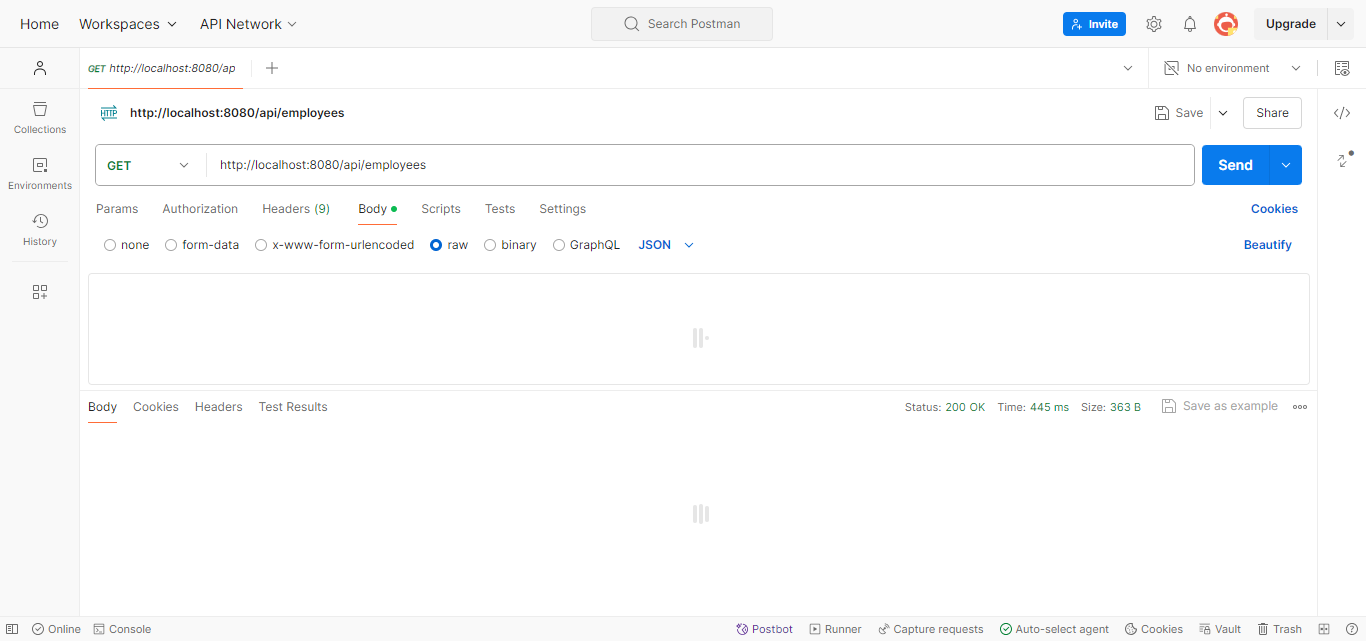 Home Workspaces API Network Search Postman Invite Upgrade
GET http://localhost:8080/ap No environment
HTTP http://localhost:8080/api/employees Save Share
GET http://localhost:8080/api/employees Send
Collections
Environments
History
Params Authorization Headers (9) Body Scripts Tests Settings Cookies
none form-data x-www-form-urlencoded raw binary GraphQL JSON Beautify
Body Cookies Headers Test Results Status: 200 OK Time: 445 ms Size: 363 B Save as example
Online Console Postbot Runner Capture requests Auto-select agent Cookies Vault Trash